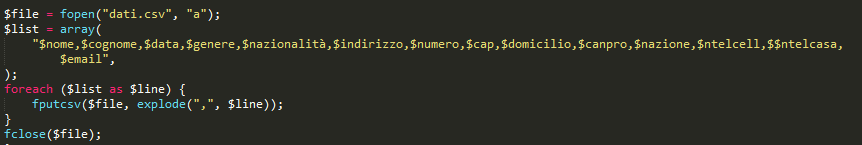 $file = fopen("dati.csv", "a");
$list = array(
"$nome,$cognome,$data,$genere,$nazionalità,$indirizzo,$numero,$cap,$domicilio,$canpro,$nazione,$ntelcell,$$ntelcasa,
$email",
);
foreach ($list as $line) {
fputcsv($file, explode(",", $line));
}
fclose($file);